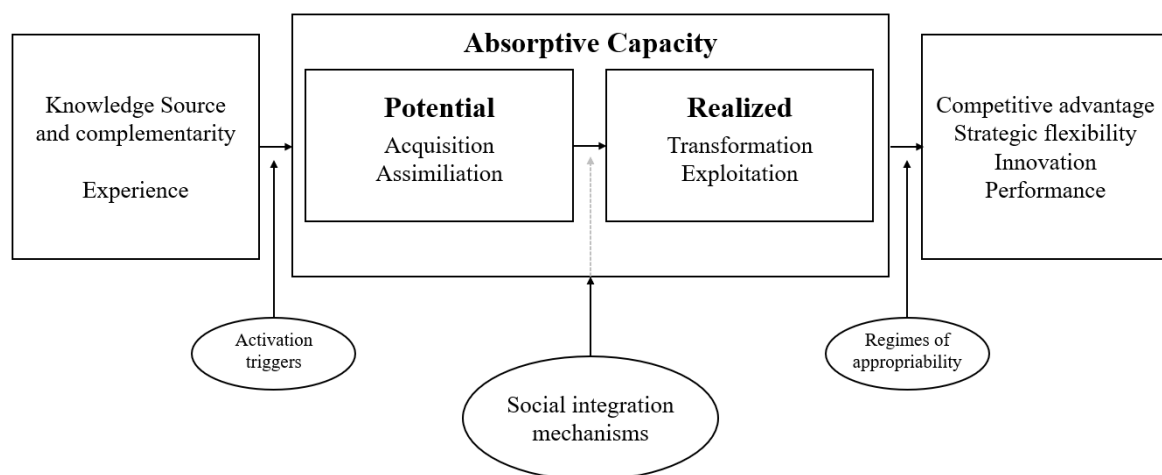 Absorptive Capacity
Knowledge Source
and complementarity
Experience
Potential
Acquisition
Assimiliation
Realized
Transformation
Exploitation
Competitive advantage
Strategic flexibility
Innovation
Performance
Activation
triggers
Social integration
mechanisms
Regimes of
appropriability